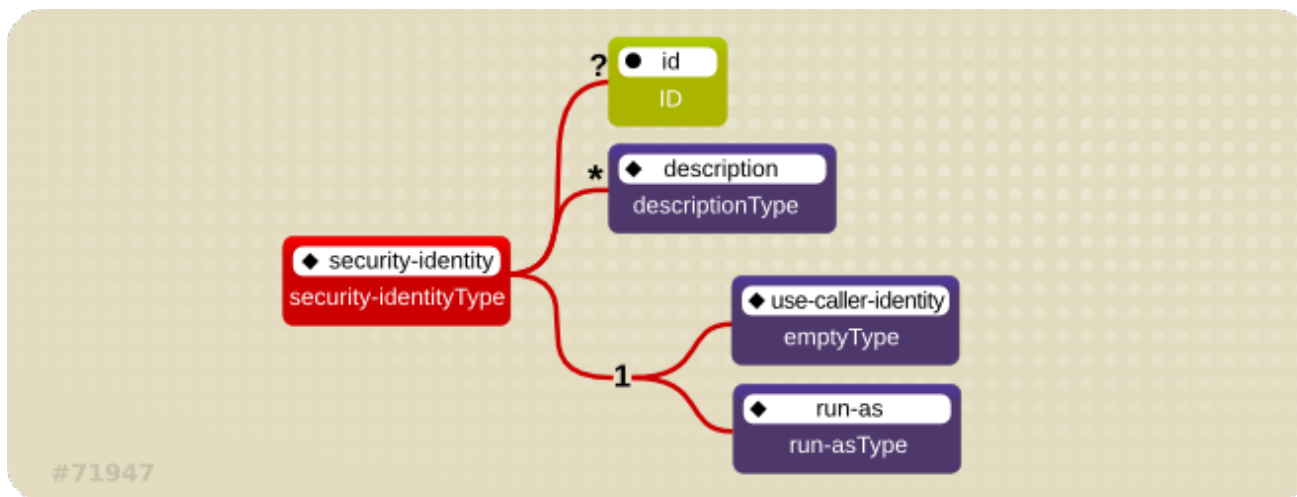 ?
id
ID
*
description
descriptionType
security-identity
security-identityType
use-caller-identity
emptyType
1
run-as
run-asType
#71947